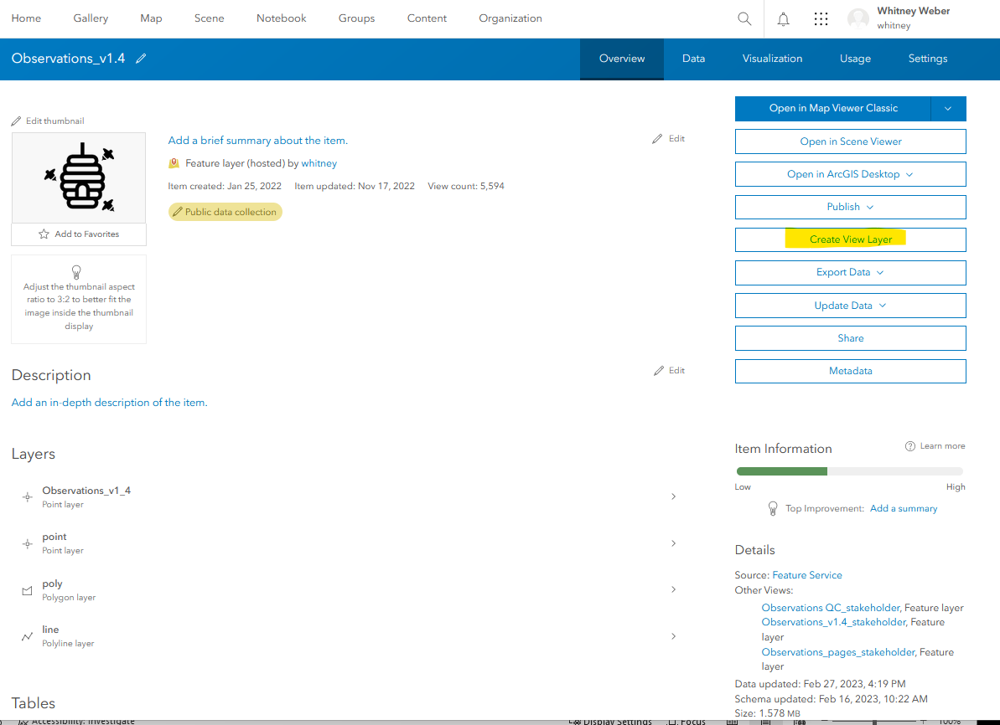 Home Gallery Map Scene Notebook Groups Content Organization
Whitney Weber
whitney
Observations_v1.4
Overview Data Visualization Usage Settings
Edit thumbnail
Add to Favorites
Adjust the thumbnail aspect
ratio to 3:2 to better fit the
image inside the thumbnail
display
Add a brief summary about the item.
Edit
Feature layer (hosted) by whitney
Item created: Jan 25, 2022 Item updated: Nov 17, 2022 View count: 5,594
Public data collection
Description
Edit
Add an in-depth description of the item.
Layers
Observations_v1_4
Point layer
point
Point layer
poly
Polygon layer
line
Polyline layer
Tables
Open in Map Viewer Classic
Open in Scene Viewer
Open in ArcGIS Desktop
Publish
Create View Layer
Export Data
Update Data
Share
Metadata
Item Information
Learn more
Low High
Top Improvement: Add a summary
Details
Source: Feature Service
Other Views:
Observations QC_stakeholder, Feature layer
Observations_v1.4_stakeholder, Feature
layer
Observations_pages_stakeholder, Feature
layer
Data updated: Feb 27, 2023, 4:19 PM
Schema updated: Feb 16, 2023, 10:22 AM
Size: 1.578 MB
Accessibility: Investigate Display Settings Focus 100%